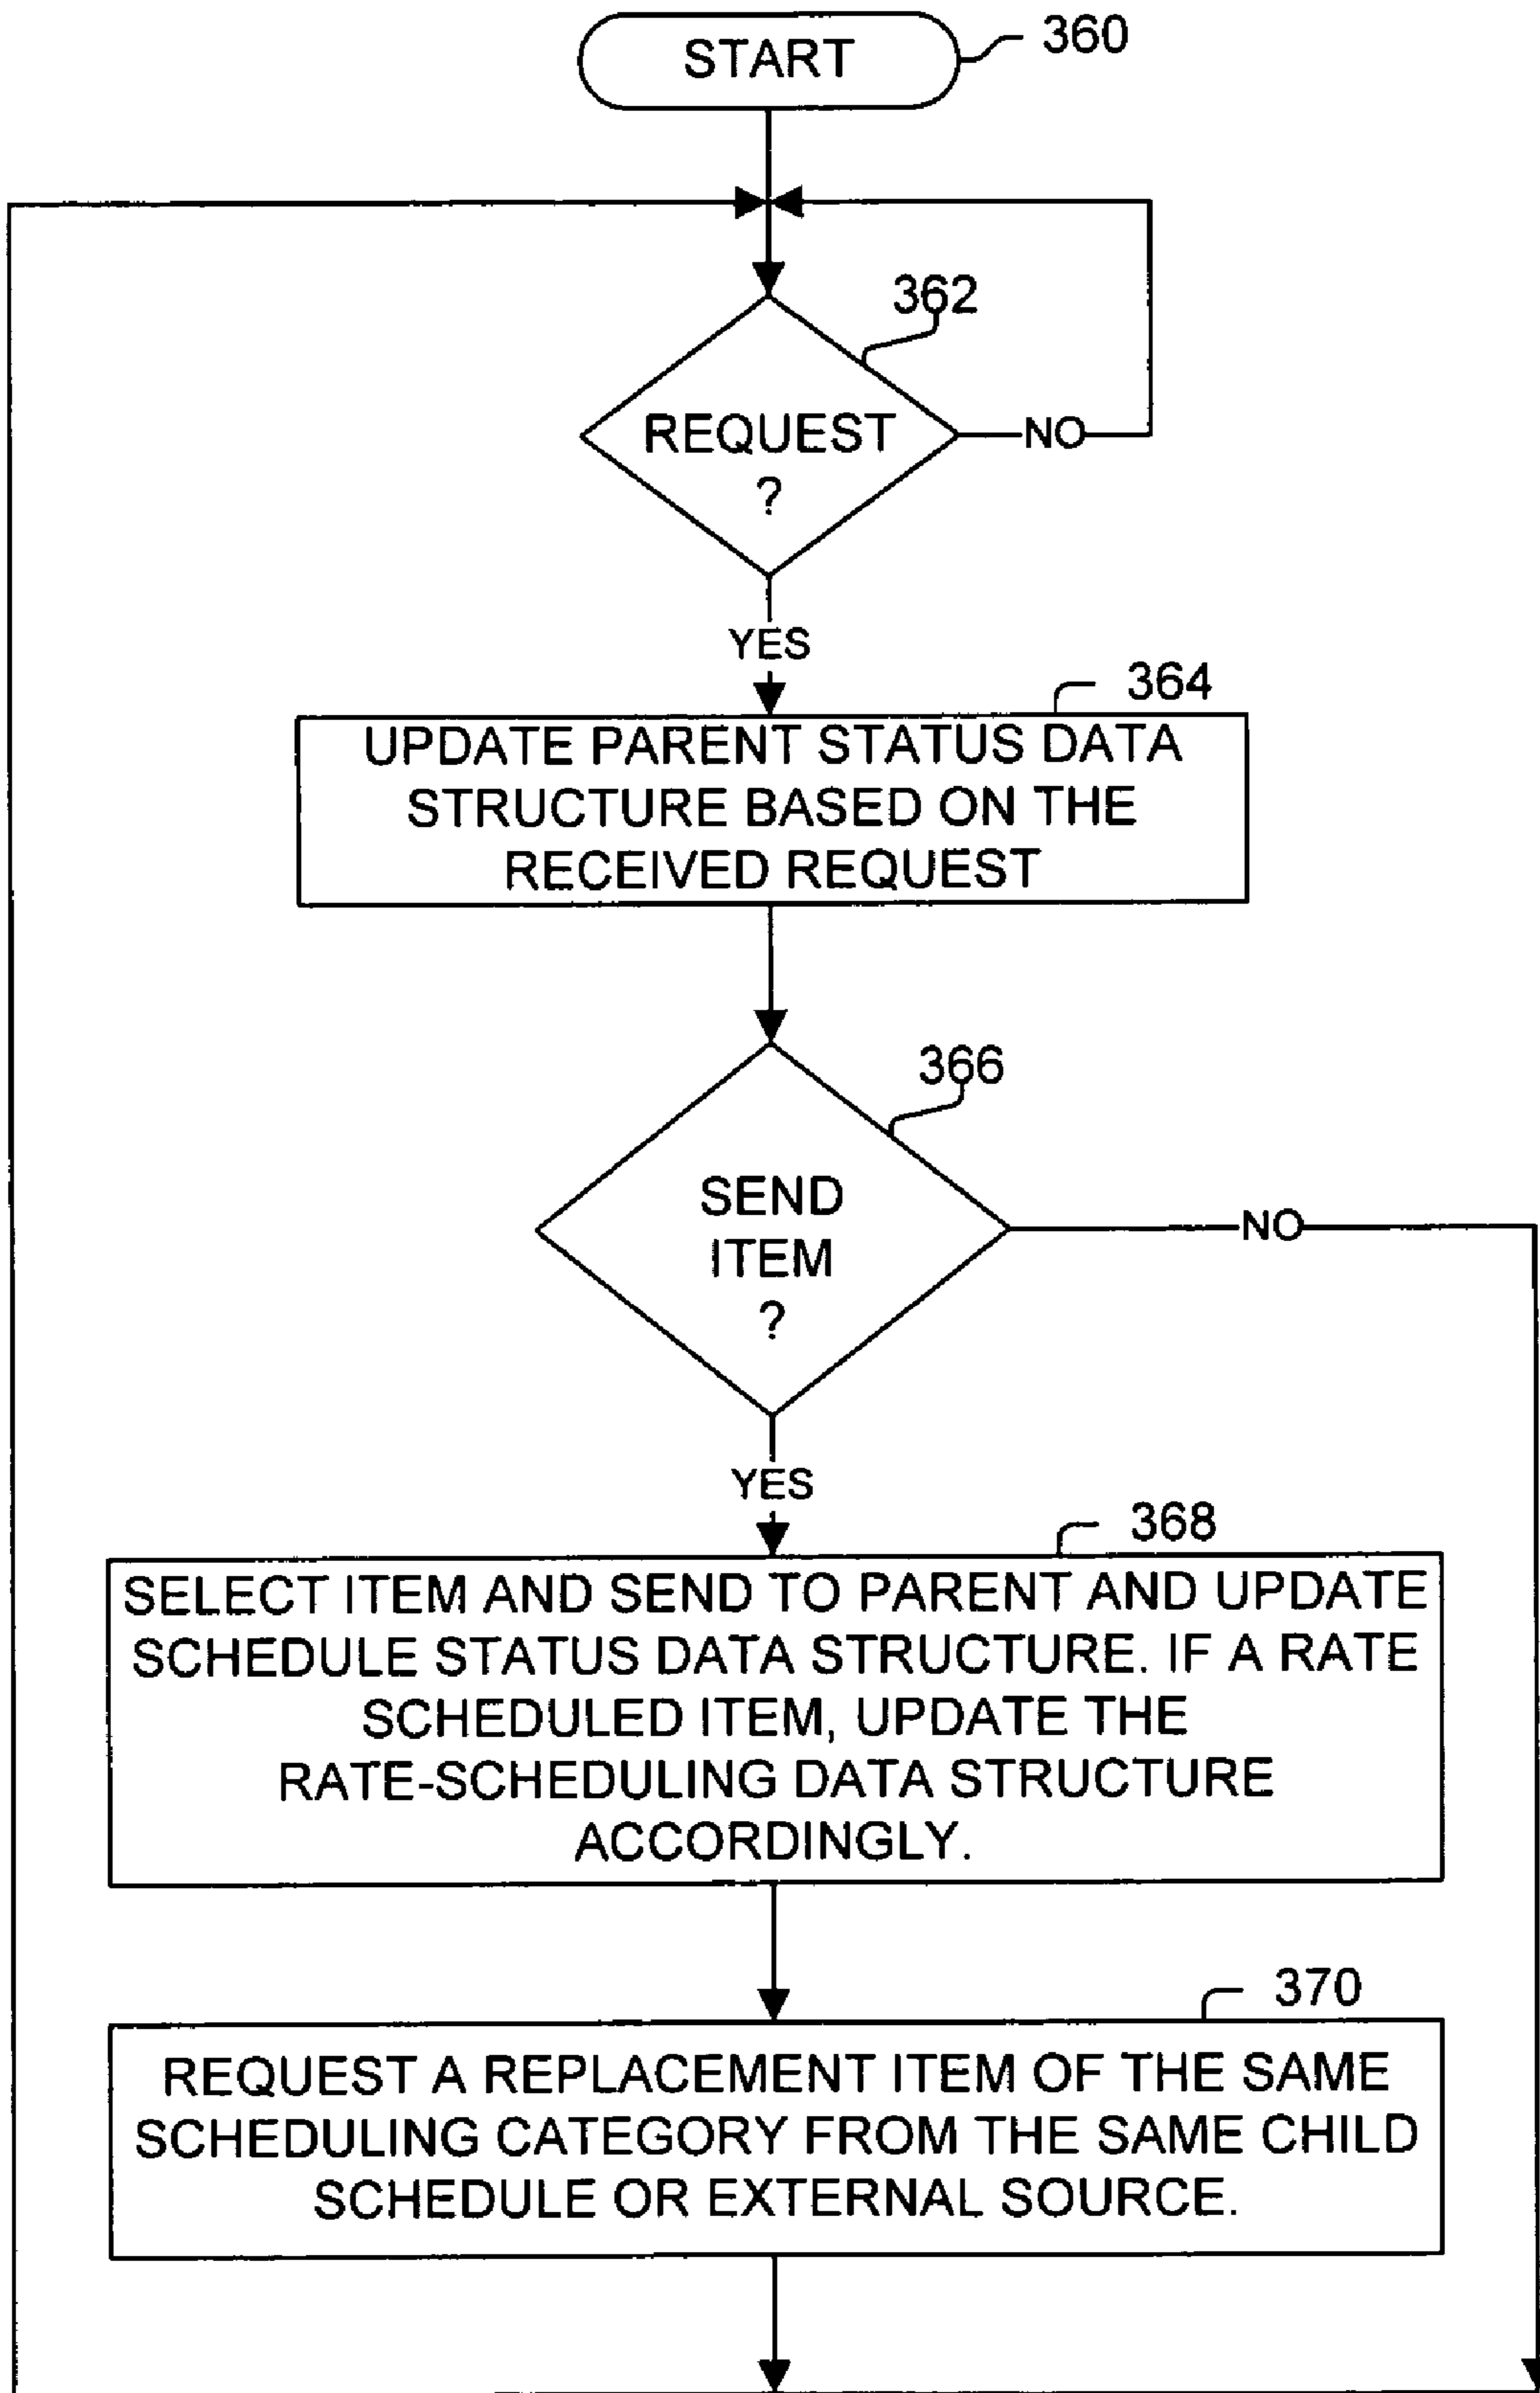 START
360
362
REQUEST
?
NO
YES
364
UPDATE PARENT STATUS DATA
STRUCTURE BASED ON THE
RECEIVED REQUEST
366
SEND
ITEM
?
NO
YES
368
SELECT ITEM AND SEND TO PARENT AND UPDATE
SCHEDULE STATUS DATA STRUCTURE. IF A RATE
SCHEDULED ITEM, UPDATE THE
RATE-SCHEDULING DATA STRUCTURE
ACCORDINGLY.
370
REQUEST A REPLACEMENT ITEM OF THE SAME
SCHEDULING CATEGORY FROM THE SAME CHILD
SCHEDULE OR EXTERNAL SOURCE.